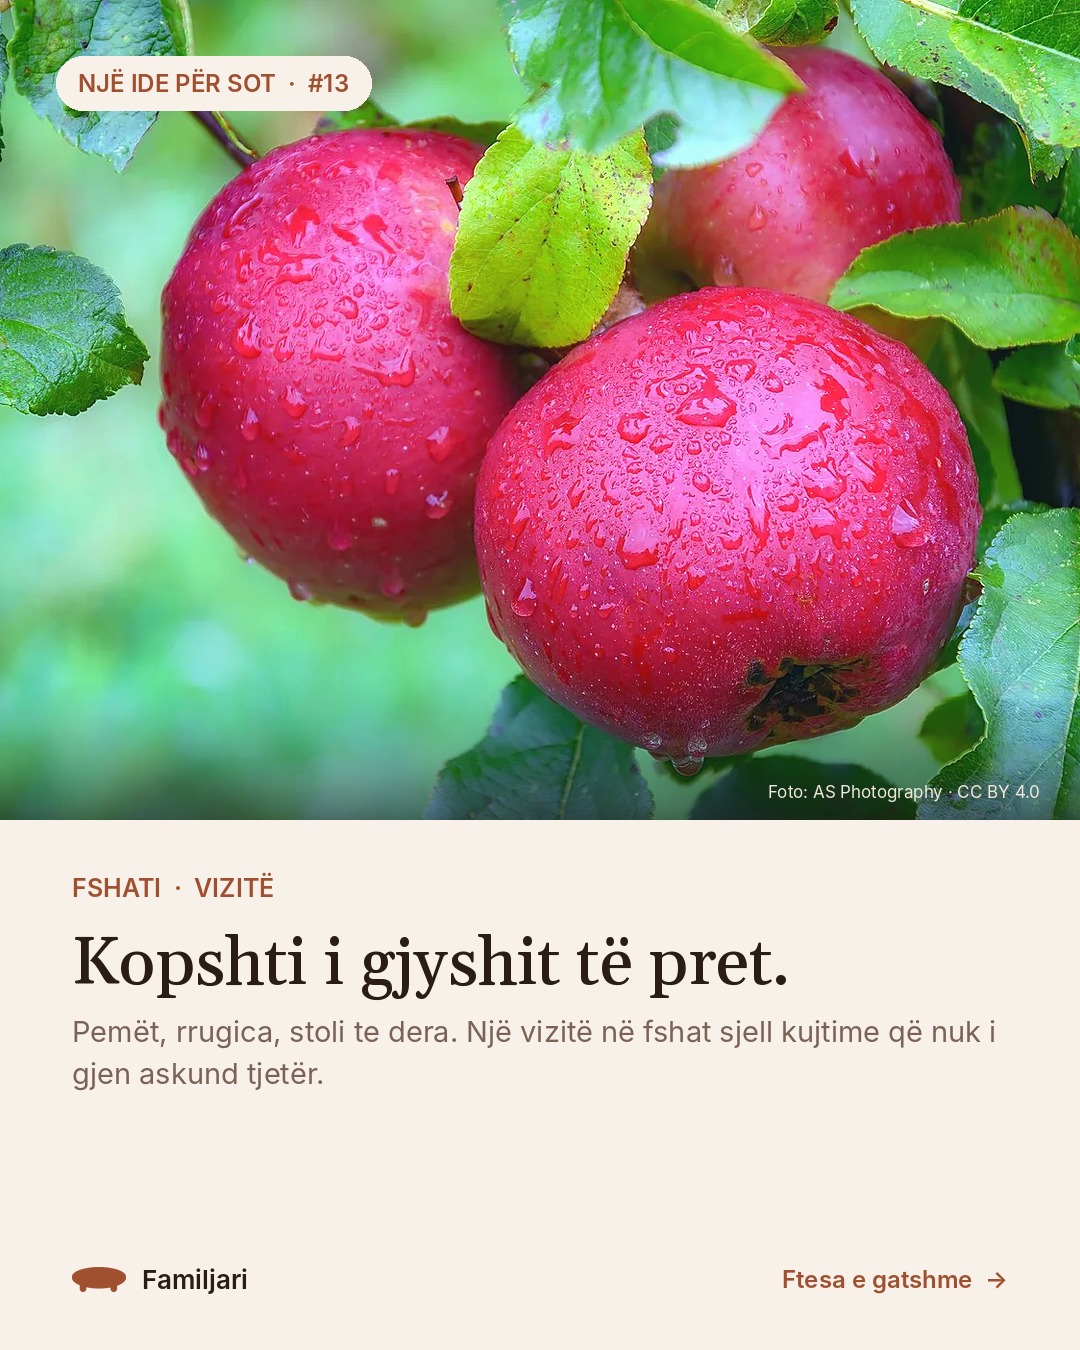 NJË IDE PËR SOT · #13
Foto: AS Photography · CC BY 4.0
FSHATI · VIZITË
Kopshti i gjyshit të pret.
Pemët, rrugica, stoli te dera. Një vizitë në fshat sjell kujtime që nuk i
gjen askund tjetër.
Familjari
Ftesa e gatshme →